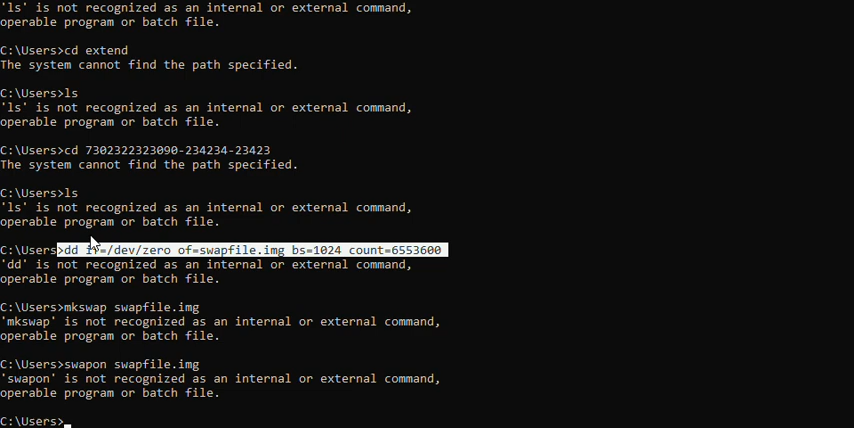 'ls' is not recognized as an internal or external command,
operable program or batch file.
C:\Users>cd extend
The system cannot find the path specified.
C:\Users>ls
'ls' is not recognized as an internal or external command,
operable program or batch file.
C:\Users>cd 7302322323090-234234-23423
The system cannot find the path specified.
C:\Users>ls
'ls' is not recognized as an internal or external command,
operable program or batch file.
C:\Users>dd if=/dev/zero of=swapfile.img bs=1024 count=6553600
'dd' is not recognized as an internal or external command,
operable program or batch file.
C:\Users>mkswap swapfile.img
'mkswap' is not recognized as an internal or external command,
operable program or batch file.
C:\Users>swapon swapfile.img
'swapon' is not recognized as an internal or external command,
operable program or batch file.
C:\Users>